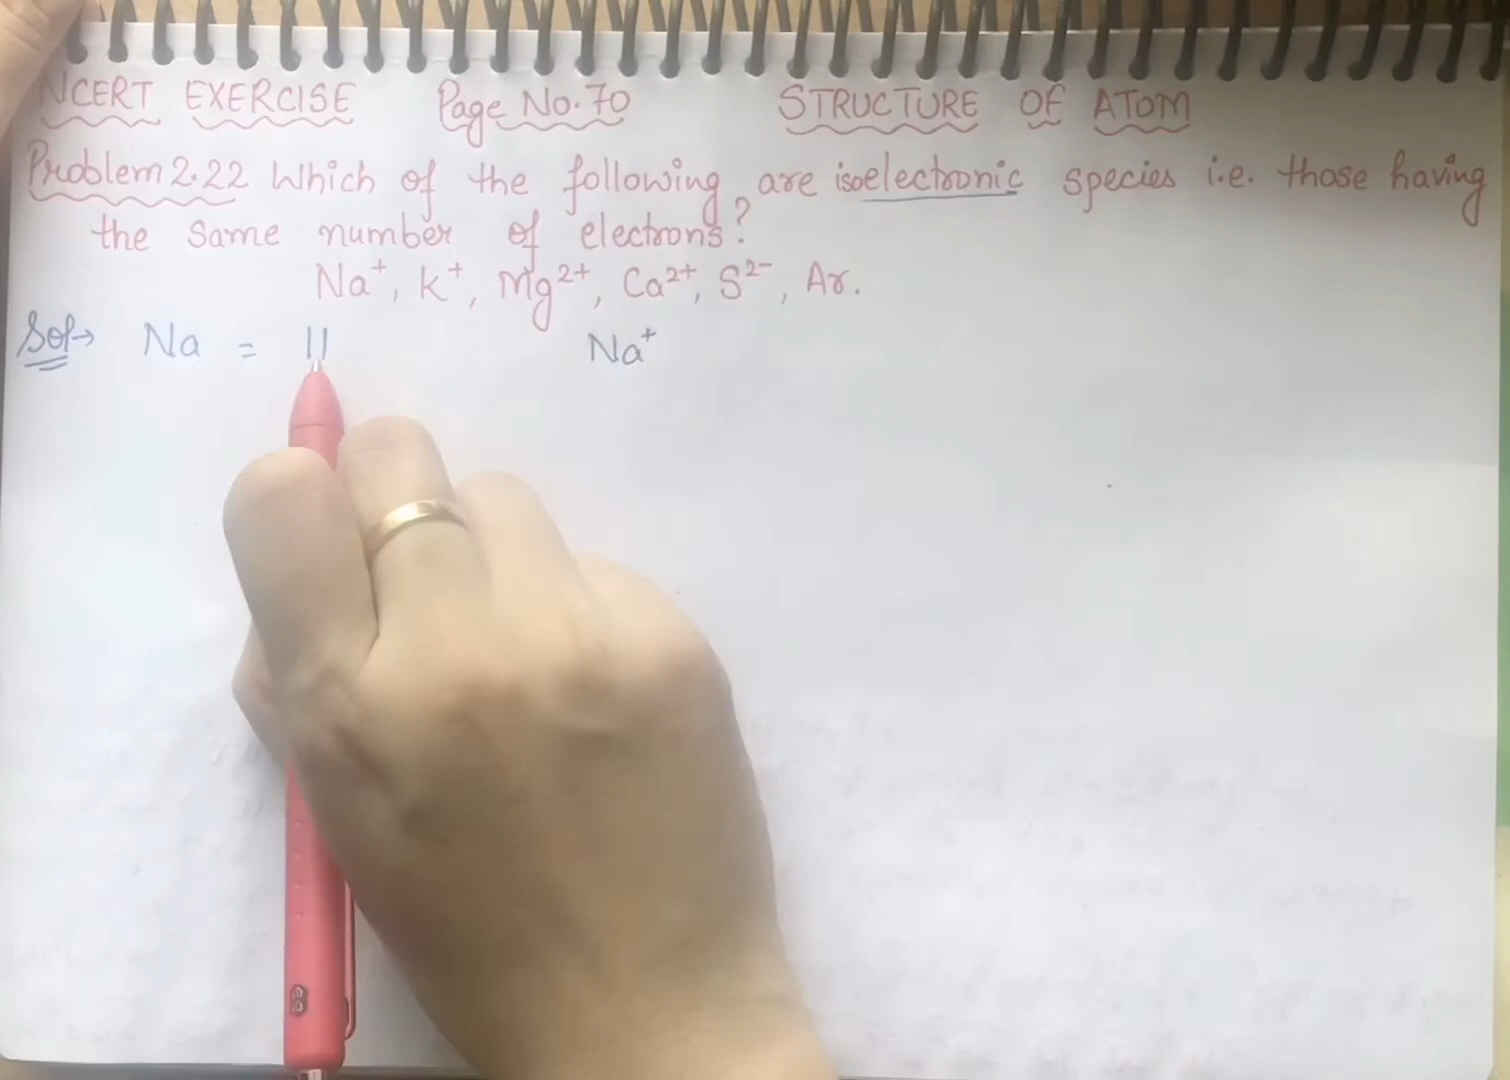 NCERT EXERCISE Page No. 70 STRUCTURE OF ATOM
Problem 2.22 Which of the following are isoelectronic species i.e. those having
the same number of electrons?
Na⁺, K⁺, Mg²⁺, Ca²⁺, S²⁻, Ar.
Sol→ Na = 11 Na⁺